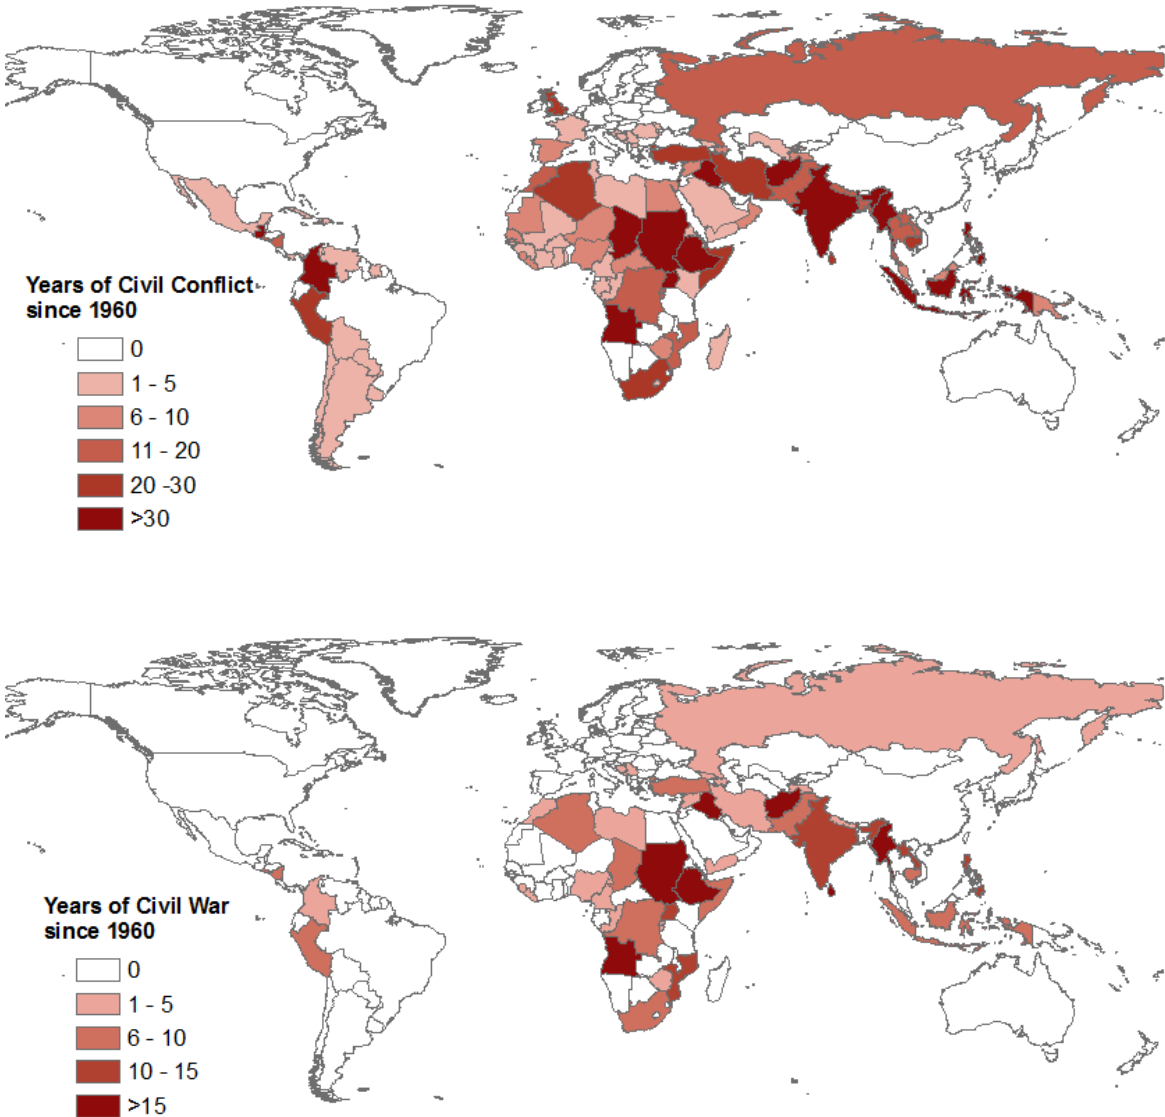 Years of Civil Conflict
since 1960
0
1 - 5
6 - 10
11 - 20
20 -30
>30
Years of Civil War
since 1960
0
1 - 5
6 - 10
10 - 15
>15